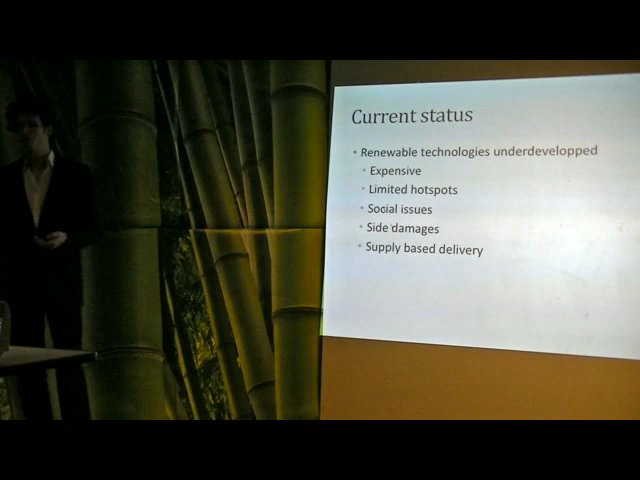 Current status
• Renewable technologies underdevelopped
• Expensive
• Limited hotspots
• Social issues
• Side damages
• Supply based delivery